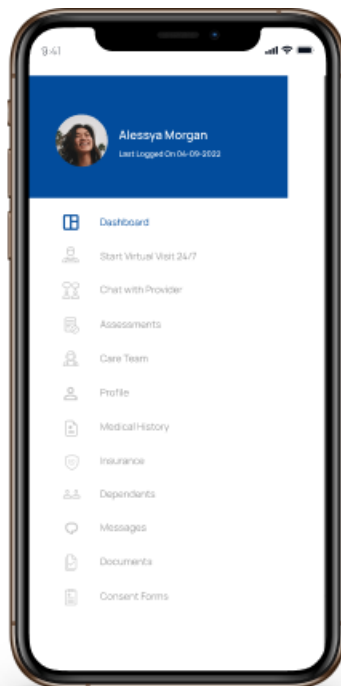 9:41
Alessya Morgan
Last Logged On 04-09-2022
Dashboard
Start Virtual Visit 24/7
Chat with Provider
Assessments
Care Team
Profile
Medical History
Insurance
Dependents
Messages
Documents
Consent Forms